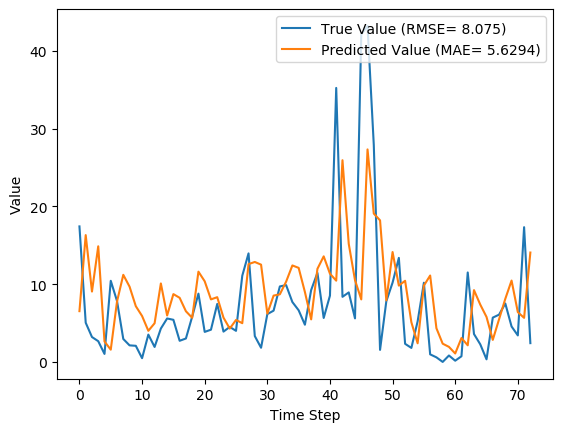 True Value (RMSE= 8.075)
Predicted Value (MAE= 5.6294)
40
30
20
10
0
Value
0 10 20 30 40 50 60 70
Time Step